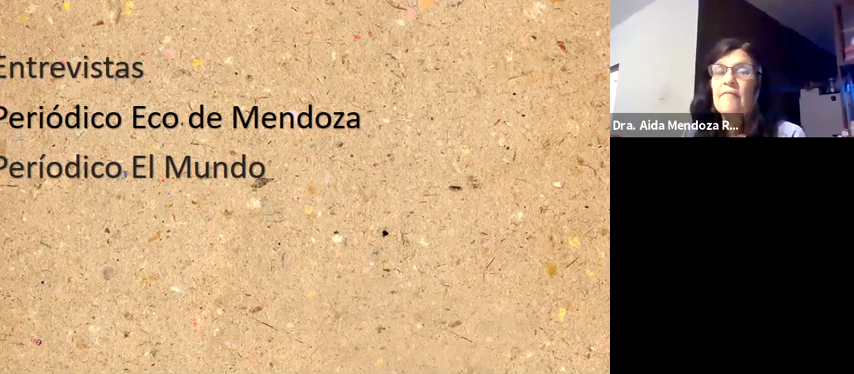 Entrevistas
Periódico Eco de Mendoza
Períodico El Mundo
Dra. Aida Mendoza R...